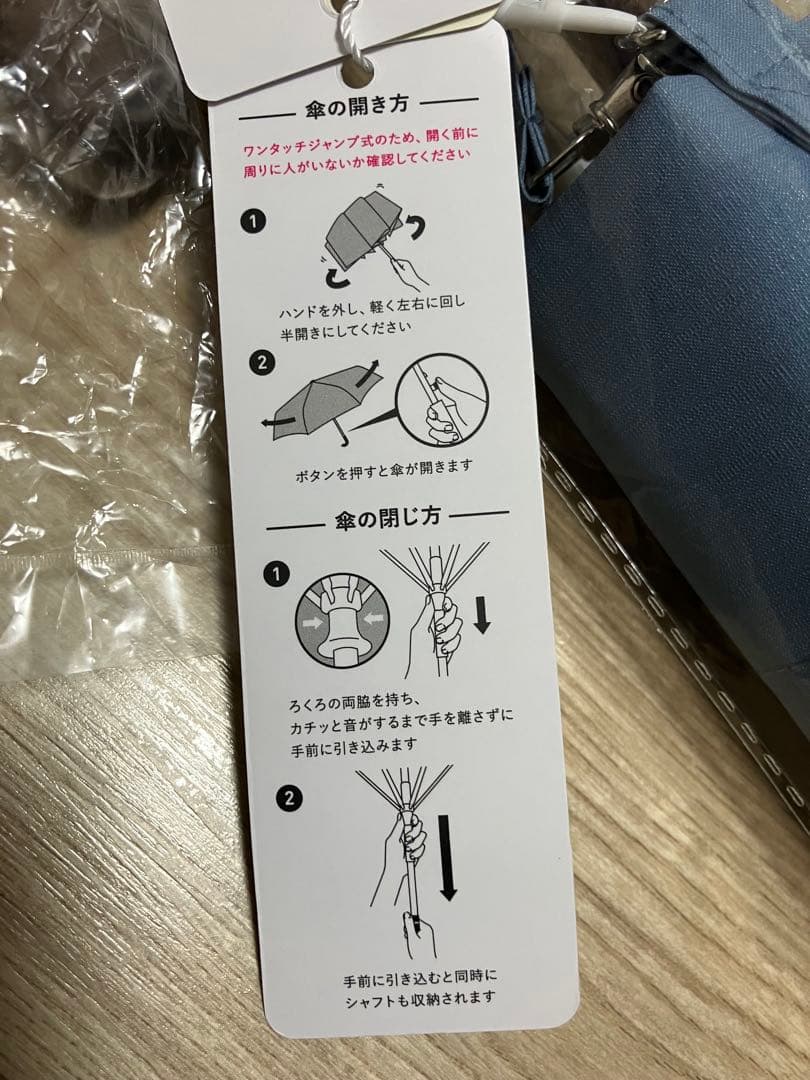 傘の開き方
ワンタッチジャンプ式のため、開く前に
周りに人がいないか確認してください
1
ハンドを外し、軽く左右に回し
半開きにしてください
2
ボタンを押すと傘が開きます
傘の閉じ方
1
ろくろの両脇を持ち、
カチッと音がするまで手を離さずに
手前に引き込みます
2
手前に引き込むと同時に
シャフトも収納されます